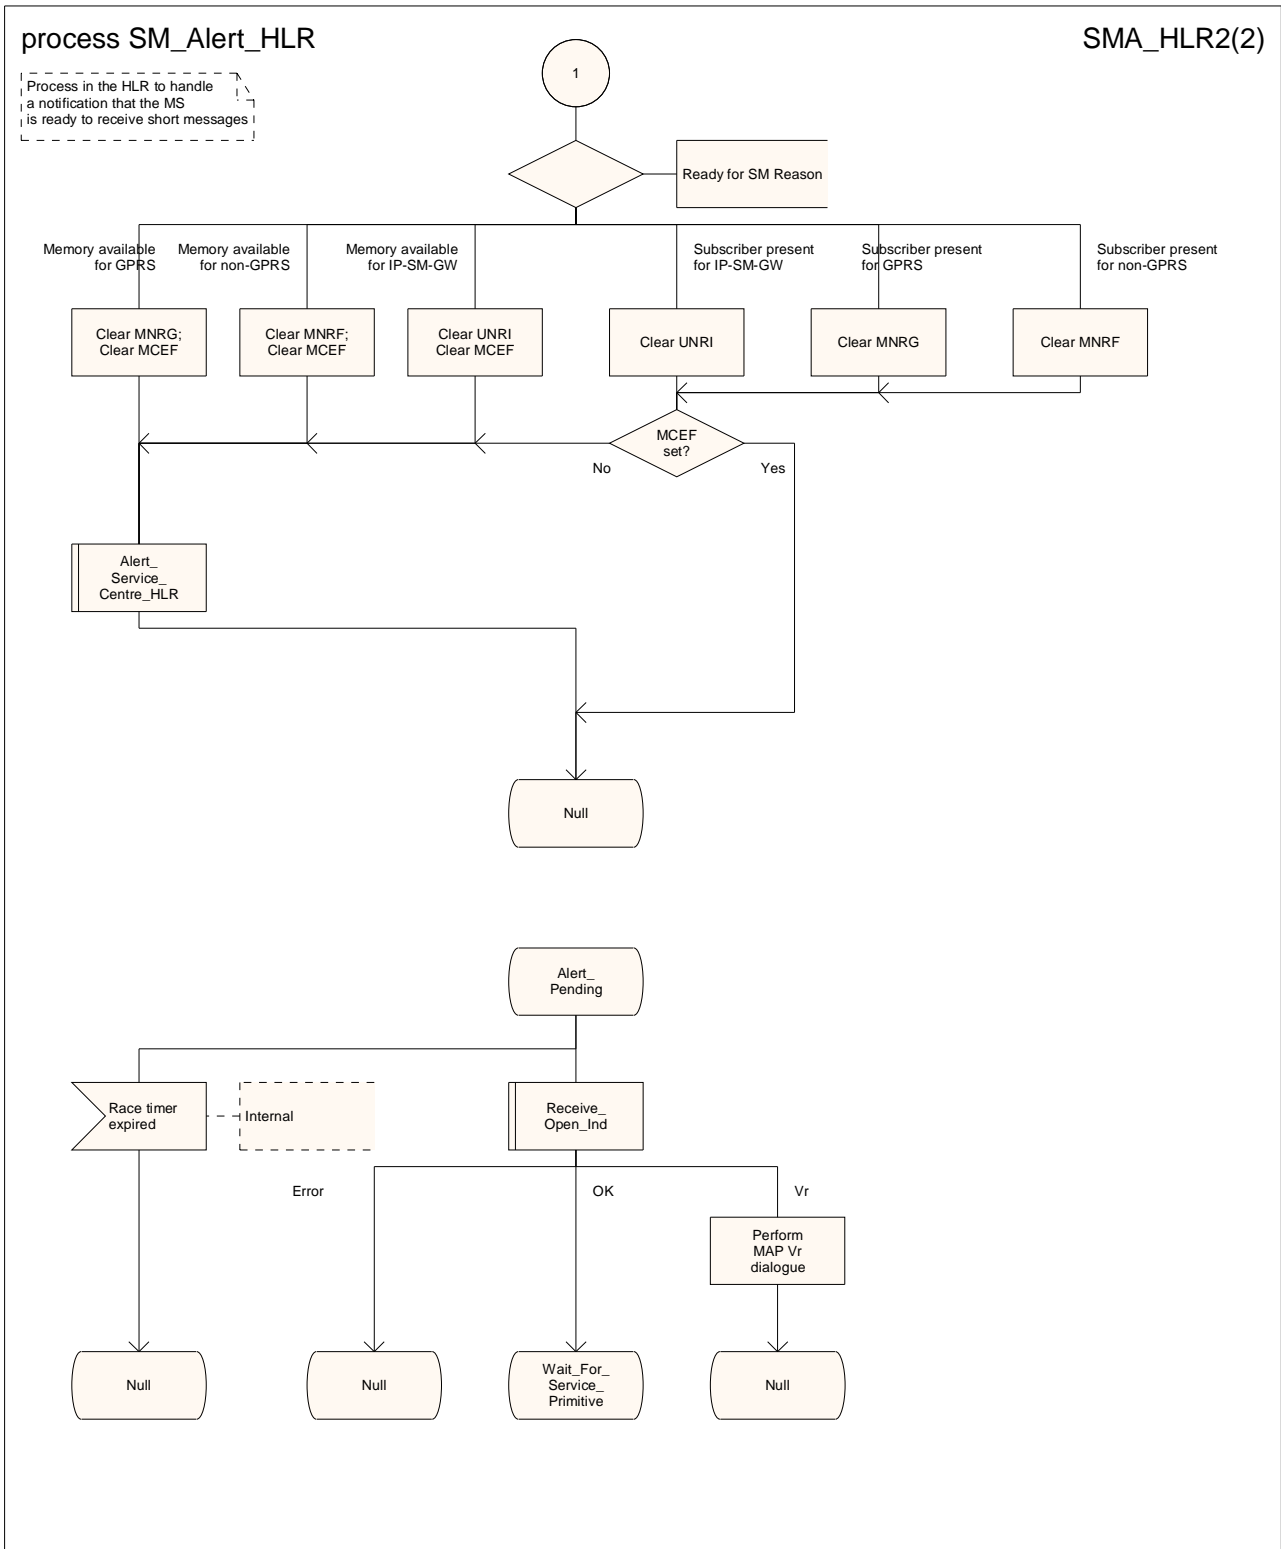 process SM_Alert_HLR
SMA_HLR2(2)
Process in the HLR to handle
a notification that the MS
is ready to receive short messages
1
Ready for SM Reason
Memory available
for GPRS
Memory available
for non-GPRS
Memory available
for IP-SM-GW
Subscriber present
for IP-SM-GW
Subscriber present
for GPRS
Subscriber present
for non-GPRS
Clear MNRG;
Clear MCEF
Clear MNRF;
Clear MCEF
Clear UNRI
Clear MCEF
Clear UNRI
Clear MNRG
Clear MNRF
MCEF
set?
No
Yes
Alert_
Service_
Centre_HLR
Null
Alert_
Pending
Race timer
expired
Internal
Receive_
Open_Ind
Error
OK
Vr
Perform
MAP Vr
dialogue
Null
Null
Wait_For_
Service_
Primitive
Null